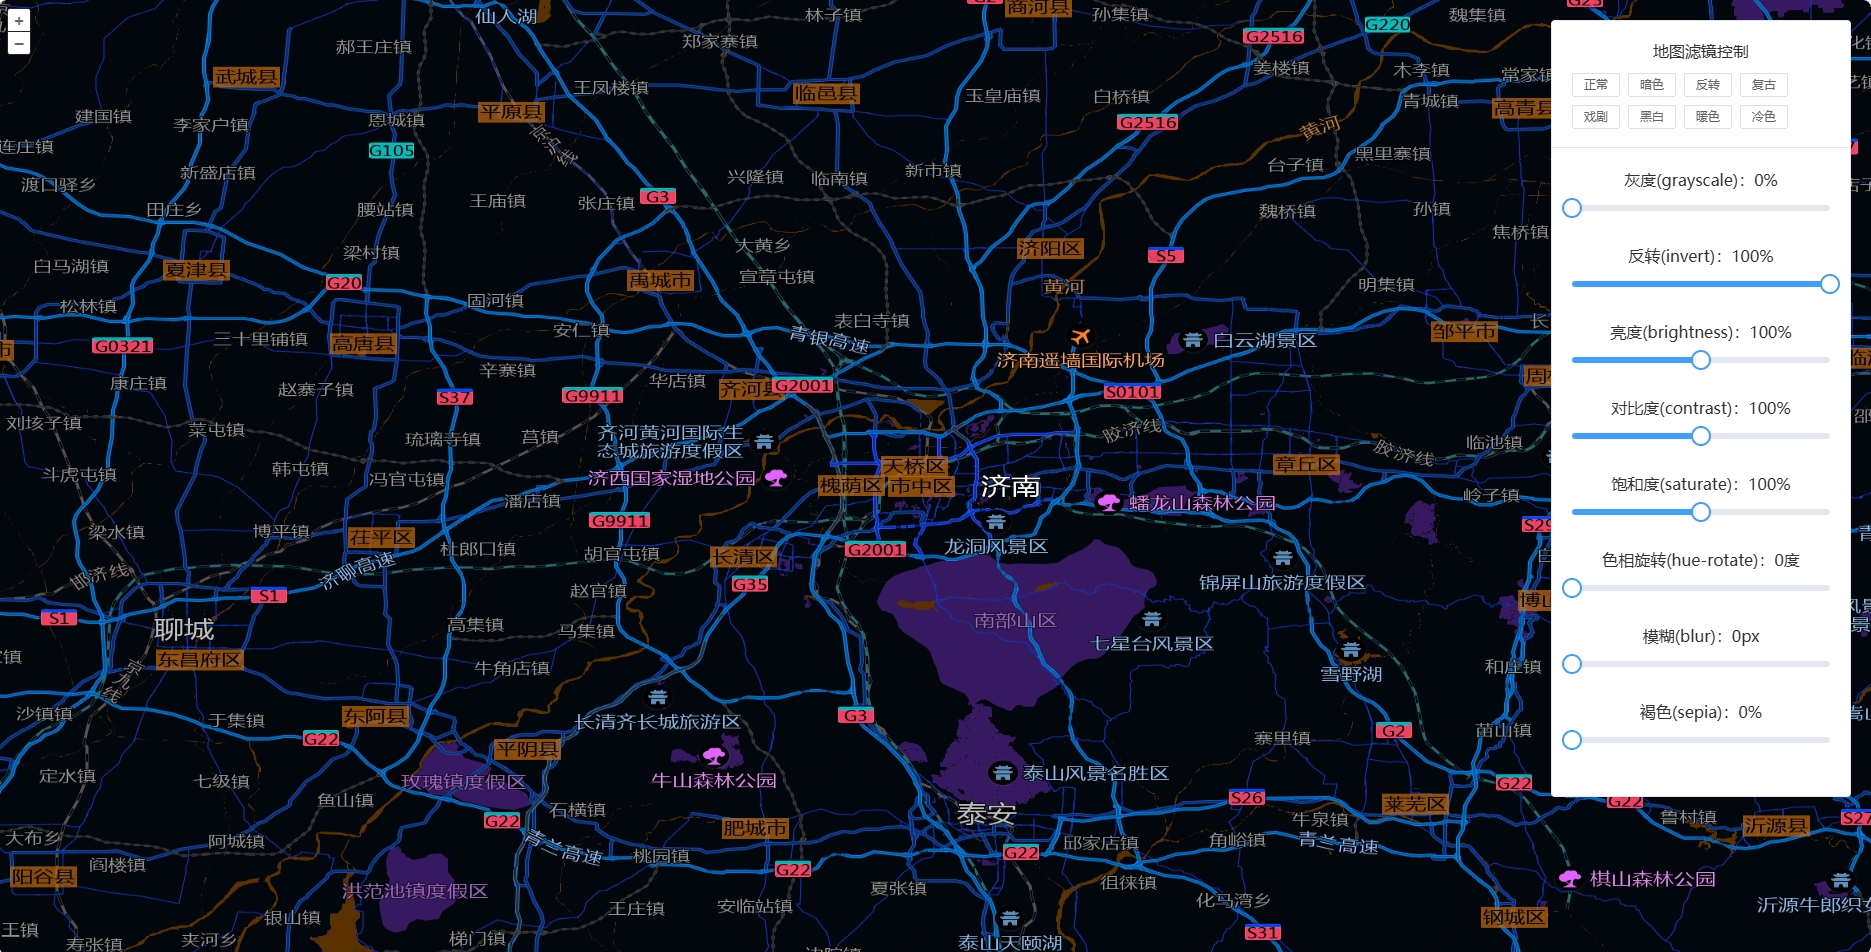 +
−
仙人湖
林子镇
商河县
孙集镇
G220
魏集镇
郝王庄镇
郑家寨镇
G2516
武城县
王凤楼镇
临邑县
玉皇庙镇
姜楼镇
木李镇
常家镇
白桥镇
青城镇
高青县
建国镇
李家户镇
恩城镇
平原县
京沪线
G2516
黄河
连庄镇
G105
黑里寨镇
台子镇
渡口驿乡
新盛店镇
兴隆镇
临南镇
新市镇
田庄乡
腰站镇
王庙镇
张庄镇
G3
魏桥镇
孙镇
焦桥镇
梁村镇
大黄乡
济阳区
S5
白马湖镇
夏津县
G20
禹城市
宣章屯镇
黄河
明集镇
松林镇
固河镇
G0321
三十里铺镇
高唐县
安仁镇
青银高速
表白寺镇
济南遥墙国际机场
白云湖景区
邹平市
康庄镇
赵寨子镇
辛寨镇
华店镇
齐河县
G2001
S0101
S37
G9911
刘垓子镇
菜屯镇
琉璃寺镇
莒镇
齐河黄河国际生
态城旅游度假区
胶济线
胶济线
临池镇
斗虎屯镇
韩屯镇
冯官屯镇
济西国家湿地公园
天桥区
槐荫区
市中区
济南
章丘区
潘店镇
蟠龙山森林公园
岭子镇
梁水镇
博平镇
茌平区
G9911
杜郎口镇
胡官屯镇
长清区
G2001
龙洞风景区
邯济线
济聊高速
G35
锦屏山旅游度假区
S1
S1
赵官镇
聊城
高集镇
马集镇
南部山区
七星台风景区
东昌府区
京九线
牛角店镇
雪野湖
和庄镇
沙镇镇
于集镇
东阿县
长清齐长城旅游区
G3
G2
苗山镇
G22
平阴县
寨里镇
定水镇
七级镇
玫瑰镇度假区
牛山森林公园
泰山风景名胜区
G22
鱼山镇
石横镇
泰安
S26
莱芜区
G22
鲁村镇
大布乡
阿城镇
G22
青兰高速
肥城市
牛泉镇
沂源县
S27
阎楼镇
桃园镇
G22
G22
邱家店镇
角峪镇
青兰高速
阳谷县
洪范池镇度假区
夏张镇
徂徕镇
棋山森林公园
银山镇
王庄镇
安临站镇
化马湾乡
钢城区
寿张镇
夹河乡
梯门镇
泰山天颐湖
S31
地图滤镜控制
正常
暗色
反转
复古
戏剧
黑白
暖色
冷色
灰度(grayscale)：0%
反转(invert)：100%
亮度(brightness)：100%
对比度(contrast)：100%
饱和度(saturate)：100%
色相旋转(hue-rotate)：0度
模糊(blur)：0px
褐色(sepia)：0%